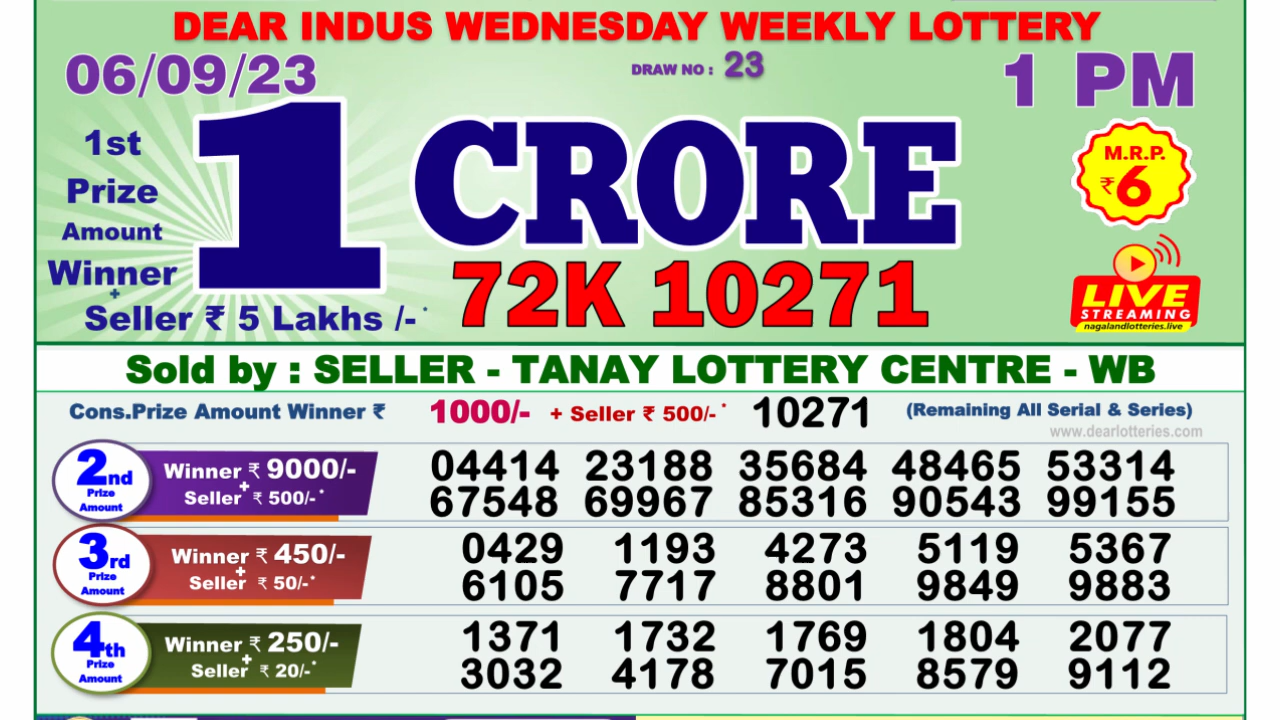 DEAR INDUS WEDNESDAY WEEKLY LOTTERY
06/09/23
DRAW NO : 23
1 PM
1st
Prize
Amount
Winner
+
Seller ₹ 5 Lakhs /-*
1 CRORE
72K 10271
M.R.P.
₹6
LIVE
STREAMING
nagalandlotteries.live
Sold by : SELLER - TANAY LOTTERY CENTRE - WB
Cons.Prize Amount Winner ₹ 1000/- + Seller ₹ 500/-* 10271 (Remaining All Serial & Series)
www.dearlotteries.com
2nd
Prize
Amount
Winner ₹ 9000/-
+
Seller ₹ 500/-*
04414 23188 35684 48465 53314
67548 69967 85316 90543 99155
3rd
Prize
Amount
Winner ₹ 450/-
+
Seller ₹ 50/-*
0429 1193 4273 5119 5367
6105 7717 8801 9849 9883
4th
Prize
Amount
Winner ₹ 250/-
+
Seller ₹ 20/-*
1371 1732 1769 1804 2077
3032 4178 7015 8579 9112